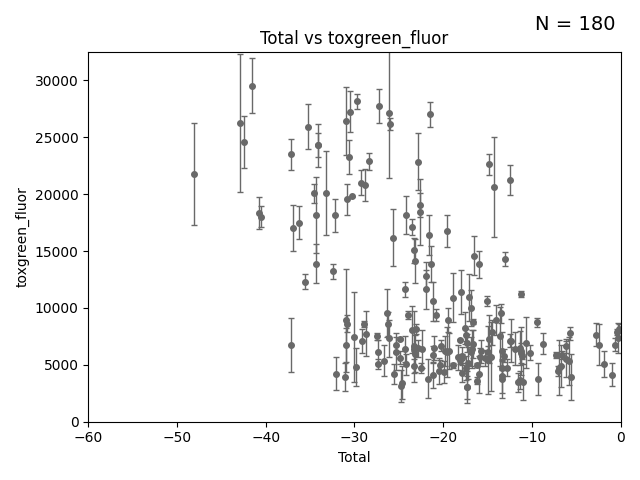 N = 180
Total vs toxgreen_fluor
30000
25000
20000
15000
10000
5000
0
toxgreen_fluor
−60 −50 −40 −30 −20 −10 0
Total